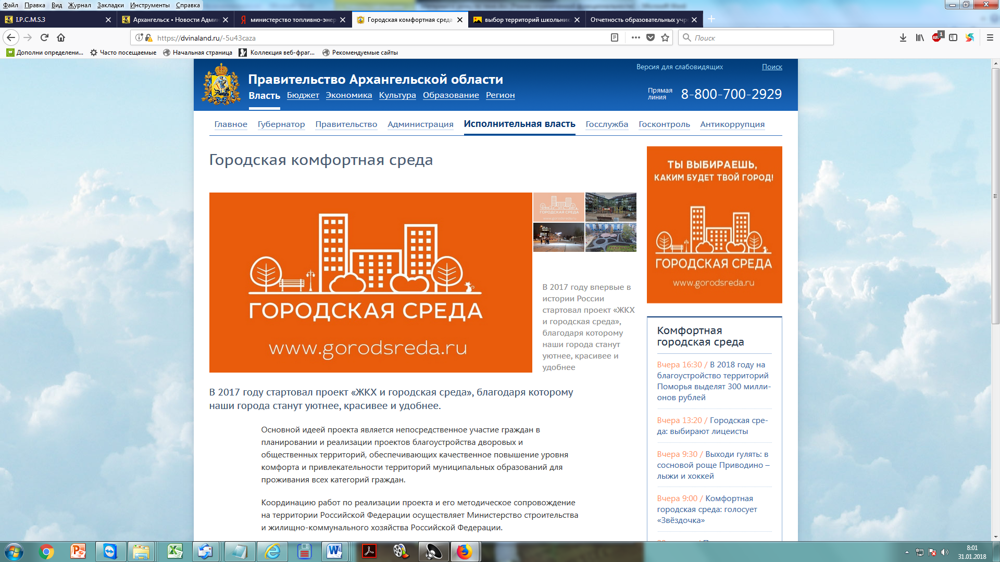 Файл Правка Вид Журнал Закладки Инструменты Справка
I.P.C.M.S.3
Архангельск • Новости Адми
министерство топливно-энер
Городская комфортная среда
выбор территорий школьник
Отчетность образовательных учр
https://dvinaland.ru/-5u43caza
Поиск
1
Дополни определени...
Часто посещаемые
Начальная страница
Коллекция веб-фраг...
Рекомендуемые сайты
Версия для слабовидящих
Поиск
Правительство Архангельской области
Власть Бюджет Экономика Культура Образование Регион
Прямая
линия
8-800-700-2929
Главное Губернатор Правительство Администрация Исполнительная власть Госслужба Госконтроль Антикоррупция
Городская комфортная среда
ГОРОДСКАЯ СРЕДА
www.gorodsreda.ru
ГОРОДСКАЯ СРЕДА
www.gorodsreda.ru
В 2017 году впервые в
истории России
стартовал проект «ЖКХ
и городская среда»,
благодаря которому
наши города станут
уютнее, красивее и
удобнее
В 2017 году стартовал проект «ЖКХ и городская среда», благодаря которому
наши города станут уютнее, красивее и удобнее.
Основной идеей проекта является непосредственное участие граждан в
планировании и реализации проектов благоустройства дворовых и
общественных территорий, обеспечивающих качественное повышение уровня
комфорта и привлекательности территорий муниципальных образований для
проживания всех категорий граждан.
Координацию работ по реализации проекта и его методическое сопровождение
на территории Российской Федерации осуществляет Министерство строительства
и жилищно-коммунального хозяйства Российской Федерации.
ТЫ ВЫБИРАЕШЬ,
КАКИМ БУДЕТ ТВОЙ ГОРОД!
ГОРОДСКАЯ СРЕДА
www.gorodsreda.ru
Комфортная
городская среда
Вчера 16:30 / В 2018 году на
благоустройство территорий
Поморья выделят 300 милли-
онов рублей
Вчера 13:20 / Городская сре-
да: выбирают лицеисты
Вчера 9:30 / Выходи гулять: в
сосновой роще Приводино –
лыжи и хоккей
Вчера 9:00 / Комфортная
городская среда: голосует
«Звёздочка»
8:01
31.01.2018